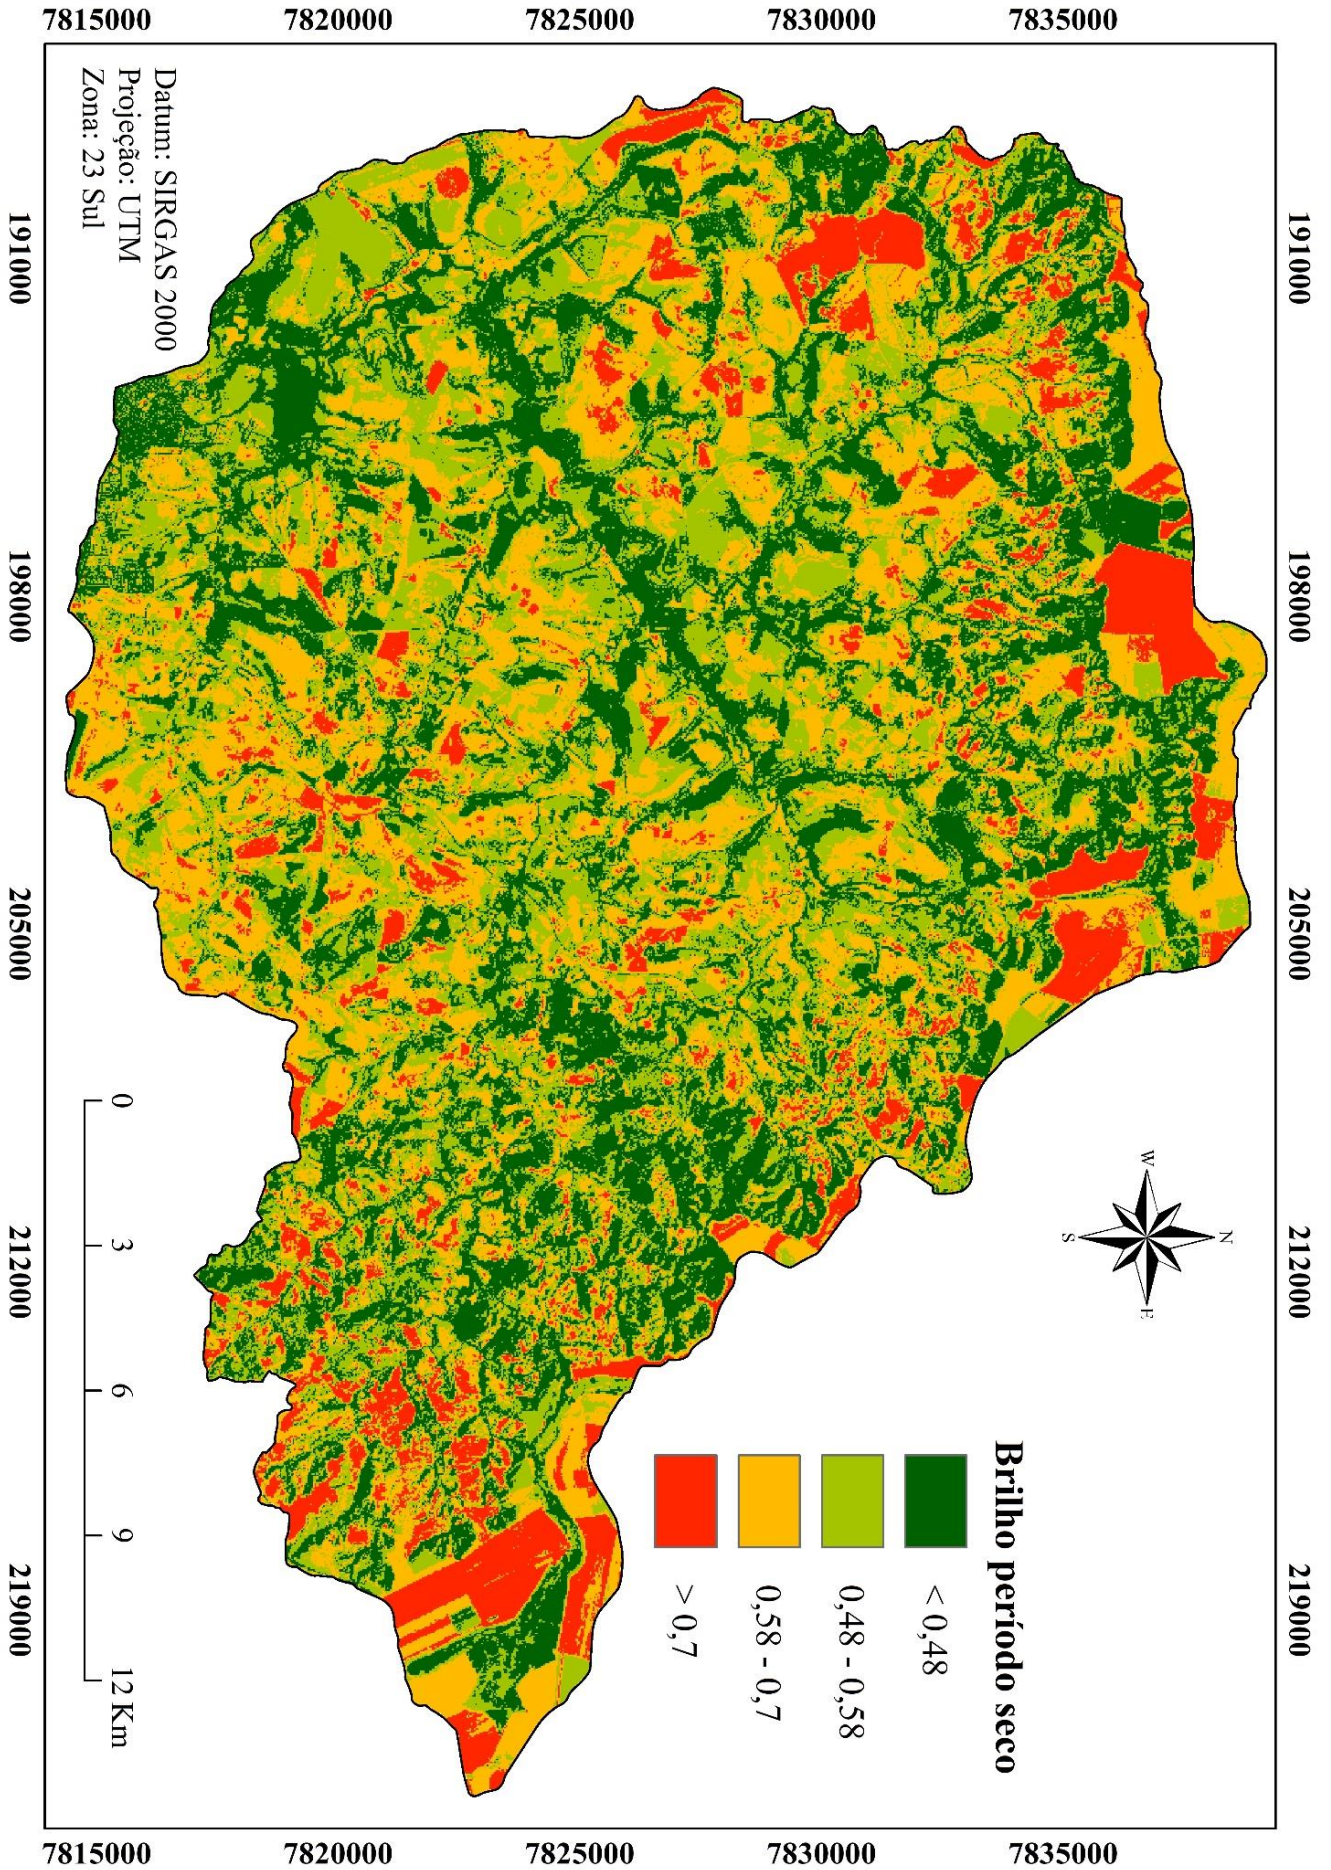 7815000 7820000 7825000 7830000 7835000
Datum: SIRGAS 2000
Projeção: UTM
Zona: 23 Sul
191000 198000 205000 212000 219000
191000 198000 205000 212000 219000
N
W
E
S
Brilho período seco
< 0,48
0,48 - 0,58
0,58 - 0,7
> 0,7
0 3 6 9 12 Km
7815000 7820000 7825000 7830000 7835000